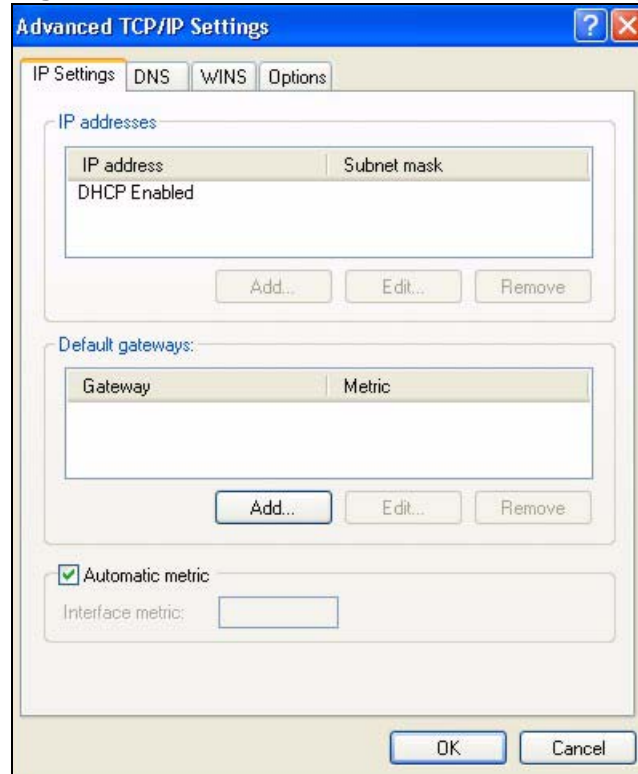 Advanced TCP/IP Settings
IP Settings DNS WINS Options
IP addresses
IP address Subnet mask
DHCP Enabled
Add... Edit... Remove
Default gateways:
Gateway Metric
Add... Edit... Remove
Automatic metric
Interface metric:
OK Cancel